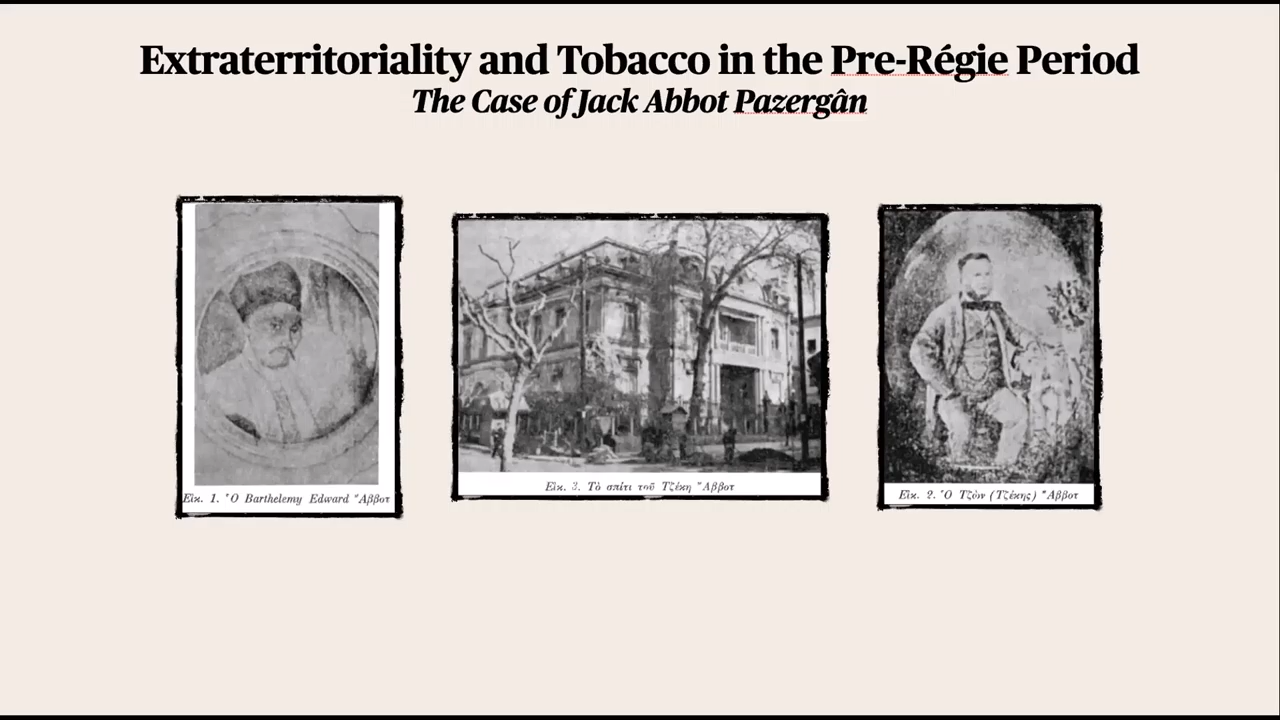 Extraterritoriality and Tobacco in the Pre-Régie Period
The Case of Jack Abbot Pazergân
Εἰκ. 1. Ὁ Barthelemy Edward Ἄββοτ
Εἰκ. 3. Τὸ σπίτι τοῦ Τζέκη Ἄββοτ
Εἰκ. 2. Ὁ Τζὼν (Τζέκης) Ἄββοτ